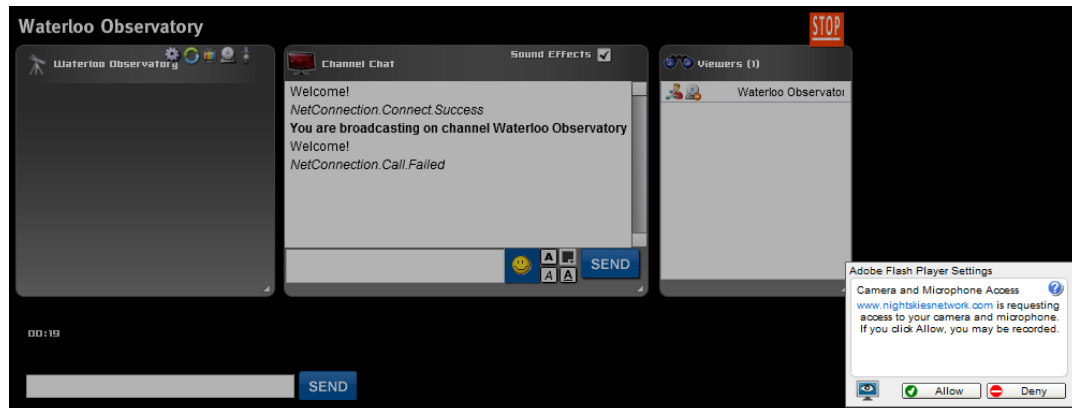 Waterloo Observatory
STOP
Waterloo Observatory
Channel Chat
Sound Effects
Viewers (1)
Welcome!
NetConnection.Connect.Success
You are broadcasting on channel Waterloo Observatory
Welcome!
NetConnection.Call.Failed
Waterloo Observator
A
A A
SEND
00:19
SEND
Adobe Flash Player Settings
Camera and Microphone Access
?
www.nightskiesnetwork.com is requesting
access to your camera and microphone.
If you click Allow, you may be recorded.
Allow Deny